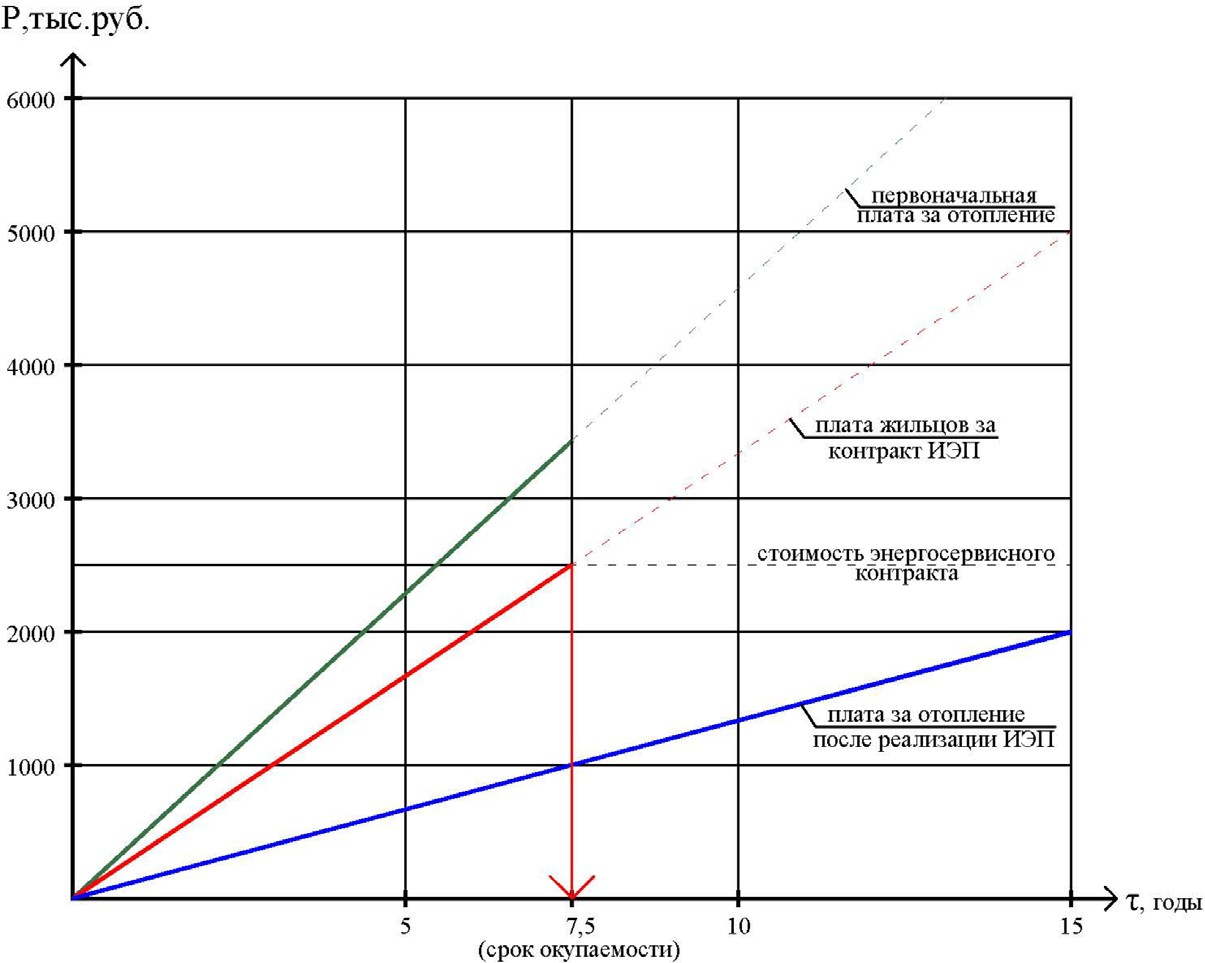 P,тыс.руб.
6000
первоначальная
плата за отопление
5000
4000
плата жильцов за
контракт ИЭП
3000
стоимость энергосервисного
контракта
2000
плата за отопление
после реализации ИЭП
1000
τ, годы
5
7,5
10
15
(срок окупаемости)